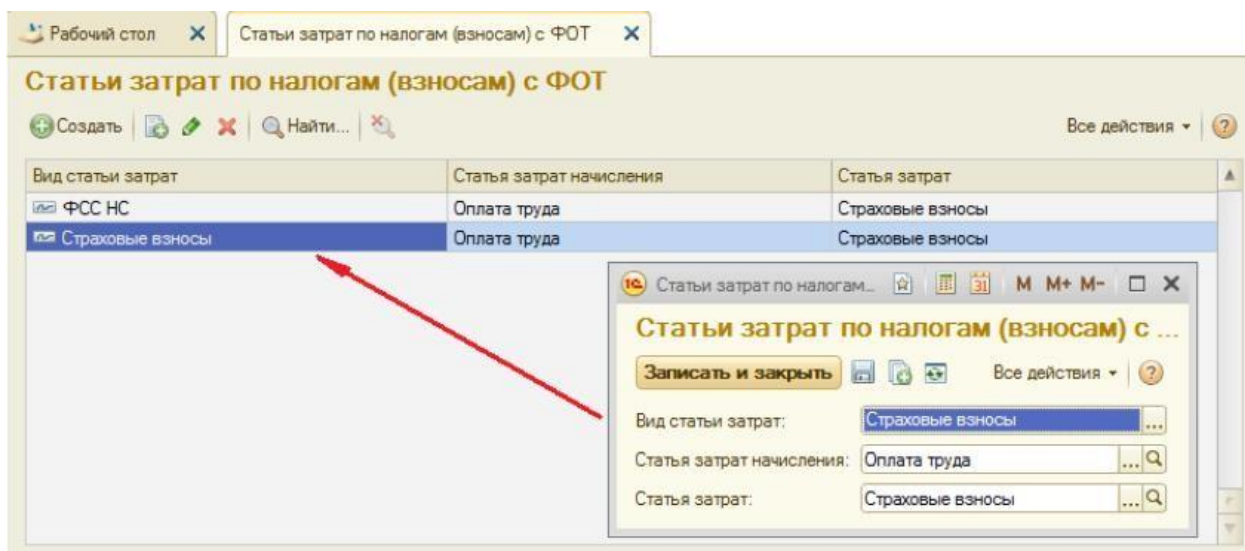 Рабочий стол Статьи затрат по налогам (взносам) с ФОТ
Статьи затрат по налогам (взносам) с ФОТ
Создать Найти... Все действия
Вид статьи затрат Статья затрат начисления Статья затрат
ФСС НС Оплата труда Страховые взносы
Страховые взносы Оплата труда Страховые взносы
1С Статьи затрат по налогам... 31 M M+ M-
Статьи затрат по налогам (взносам) с ...
Записать и закрыть Все действия ?
Вид статьи затрат: Страховые взносы ...
Статья затрат начисления: Оплата труда ...
Статья затрат: Страховые взносы ...